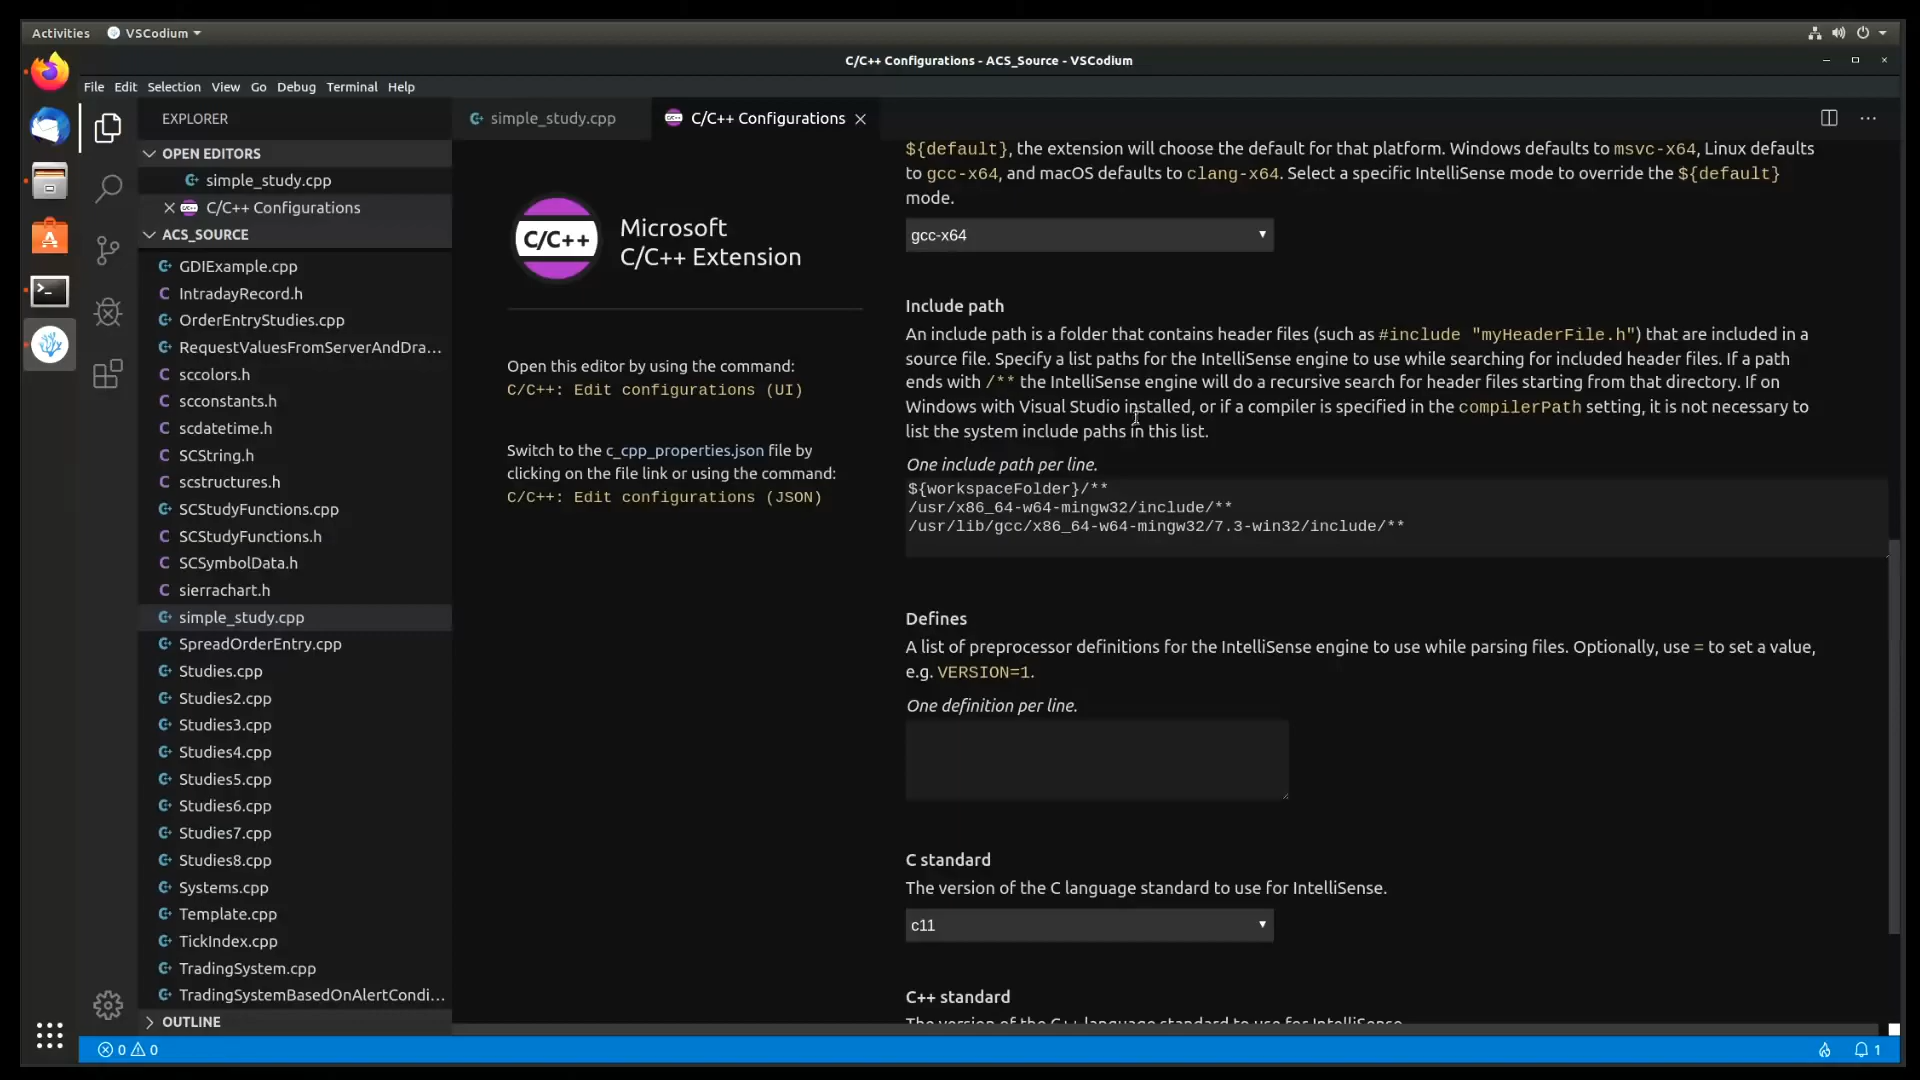 Activities
VSCodium
C/C++ Configurations - ACS_Source - VSCodium
File Edit Selection View Go Debug Terminal Help
EXPLORER
OPEN EDITORS
simple_study.cpp
C/C++ Configurations
ACS_SOURCE
GDIExample.cpp
IntradayRecord.h
OrderEntryStudies.cpp
RequestValuesFromServerAndDra...
sccolors.h
scconstants.h
scdatetime.h
SCString.h
scstructures.h
SCStudyFunctions.cpp
SCStudyFunctions.h
SCSymbolData.h
sierrachart.h
simple_study.cpp
SpreadOrderEntry.cpp
Studies.cpp
Studies2.cpp
Studies3.cpp
Studies4.cpp
Studies5.cpp
Studies6.cpp
Studies7.cpp
Studies8.cpp
Systems.cpp
Template.cpp
TickIndex.cpp
TradingSystem.cpp
TradingSystemBasedOnAlertCondi...
OUTLINE
simple_study.cpp
C/C++ Configurations
C/C++
Microsoft
C/C++ Extension
Open this editor by using the command:
C/C++: Edit configurations (UI)
Switch to the c_cpp_properties.json file by
clicking on the file link or using the command:
C/C++: Edit configurations (JSON)
${default}, the extension will choose the default for that platform. Windows defaults to msvc-x64, Linux defaults
to gcc-x64, and macOS defaults to clang-x64. Select a specific IntelliSense mode to override the ${default}
mode.
gcc-x64
Include path
An include path is a folder that contains header files (such as #include "myHeaderFile.h") that are included in a
source file. Specify a list paths for the IntelliSense engine to use while searching for included header files. If a path
ends with /** the IntelliSense engine will do a recursive search for header files starting from that directory. If on
Windows with Visual Studio installed, or if a compiler is specified in the compilerPath setting, it is not necessary to
list the system include paths in this list.
One include path per line.
${workspaceFolder}/**
/usr/x86_64-w64-mingw32/include/**
/usr/lib/gcc/x86_64-w64-mingw32/7.3-win32/include/**
Defines
A list of preprocessor definitions for the IntelliSense engine to use while parsing files. Optionally, use = to set a value,
e.g. VERSION=1.
One definition per line.
C standard
The version of the C language standard to use for IntelliSense.
c11
C++ standard
The version of the C++ language standard to use for IntelliSense.
0 0
1